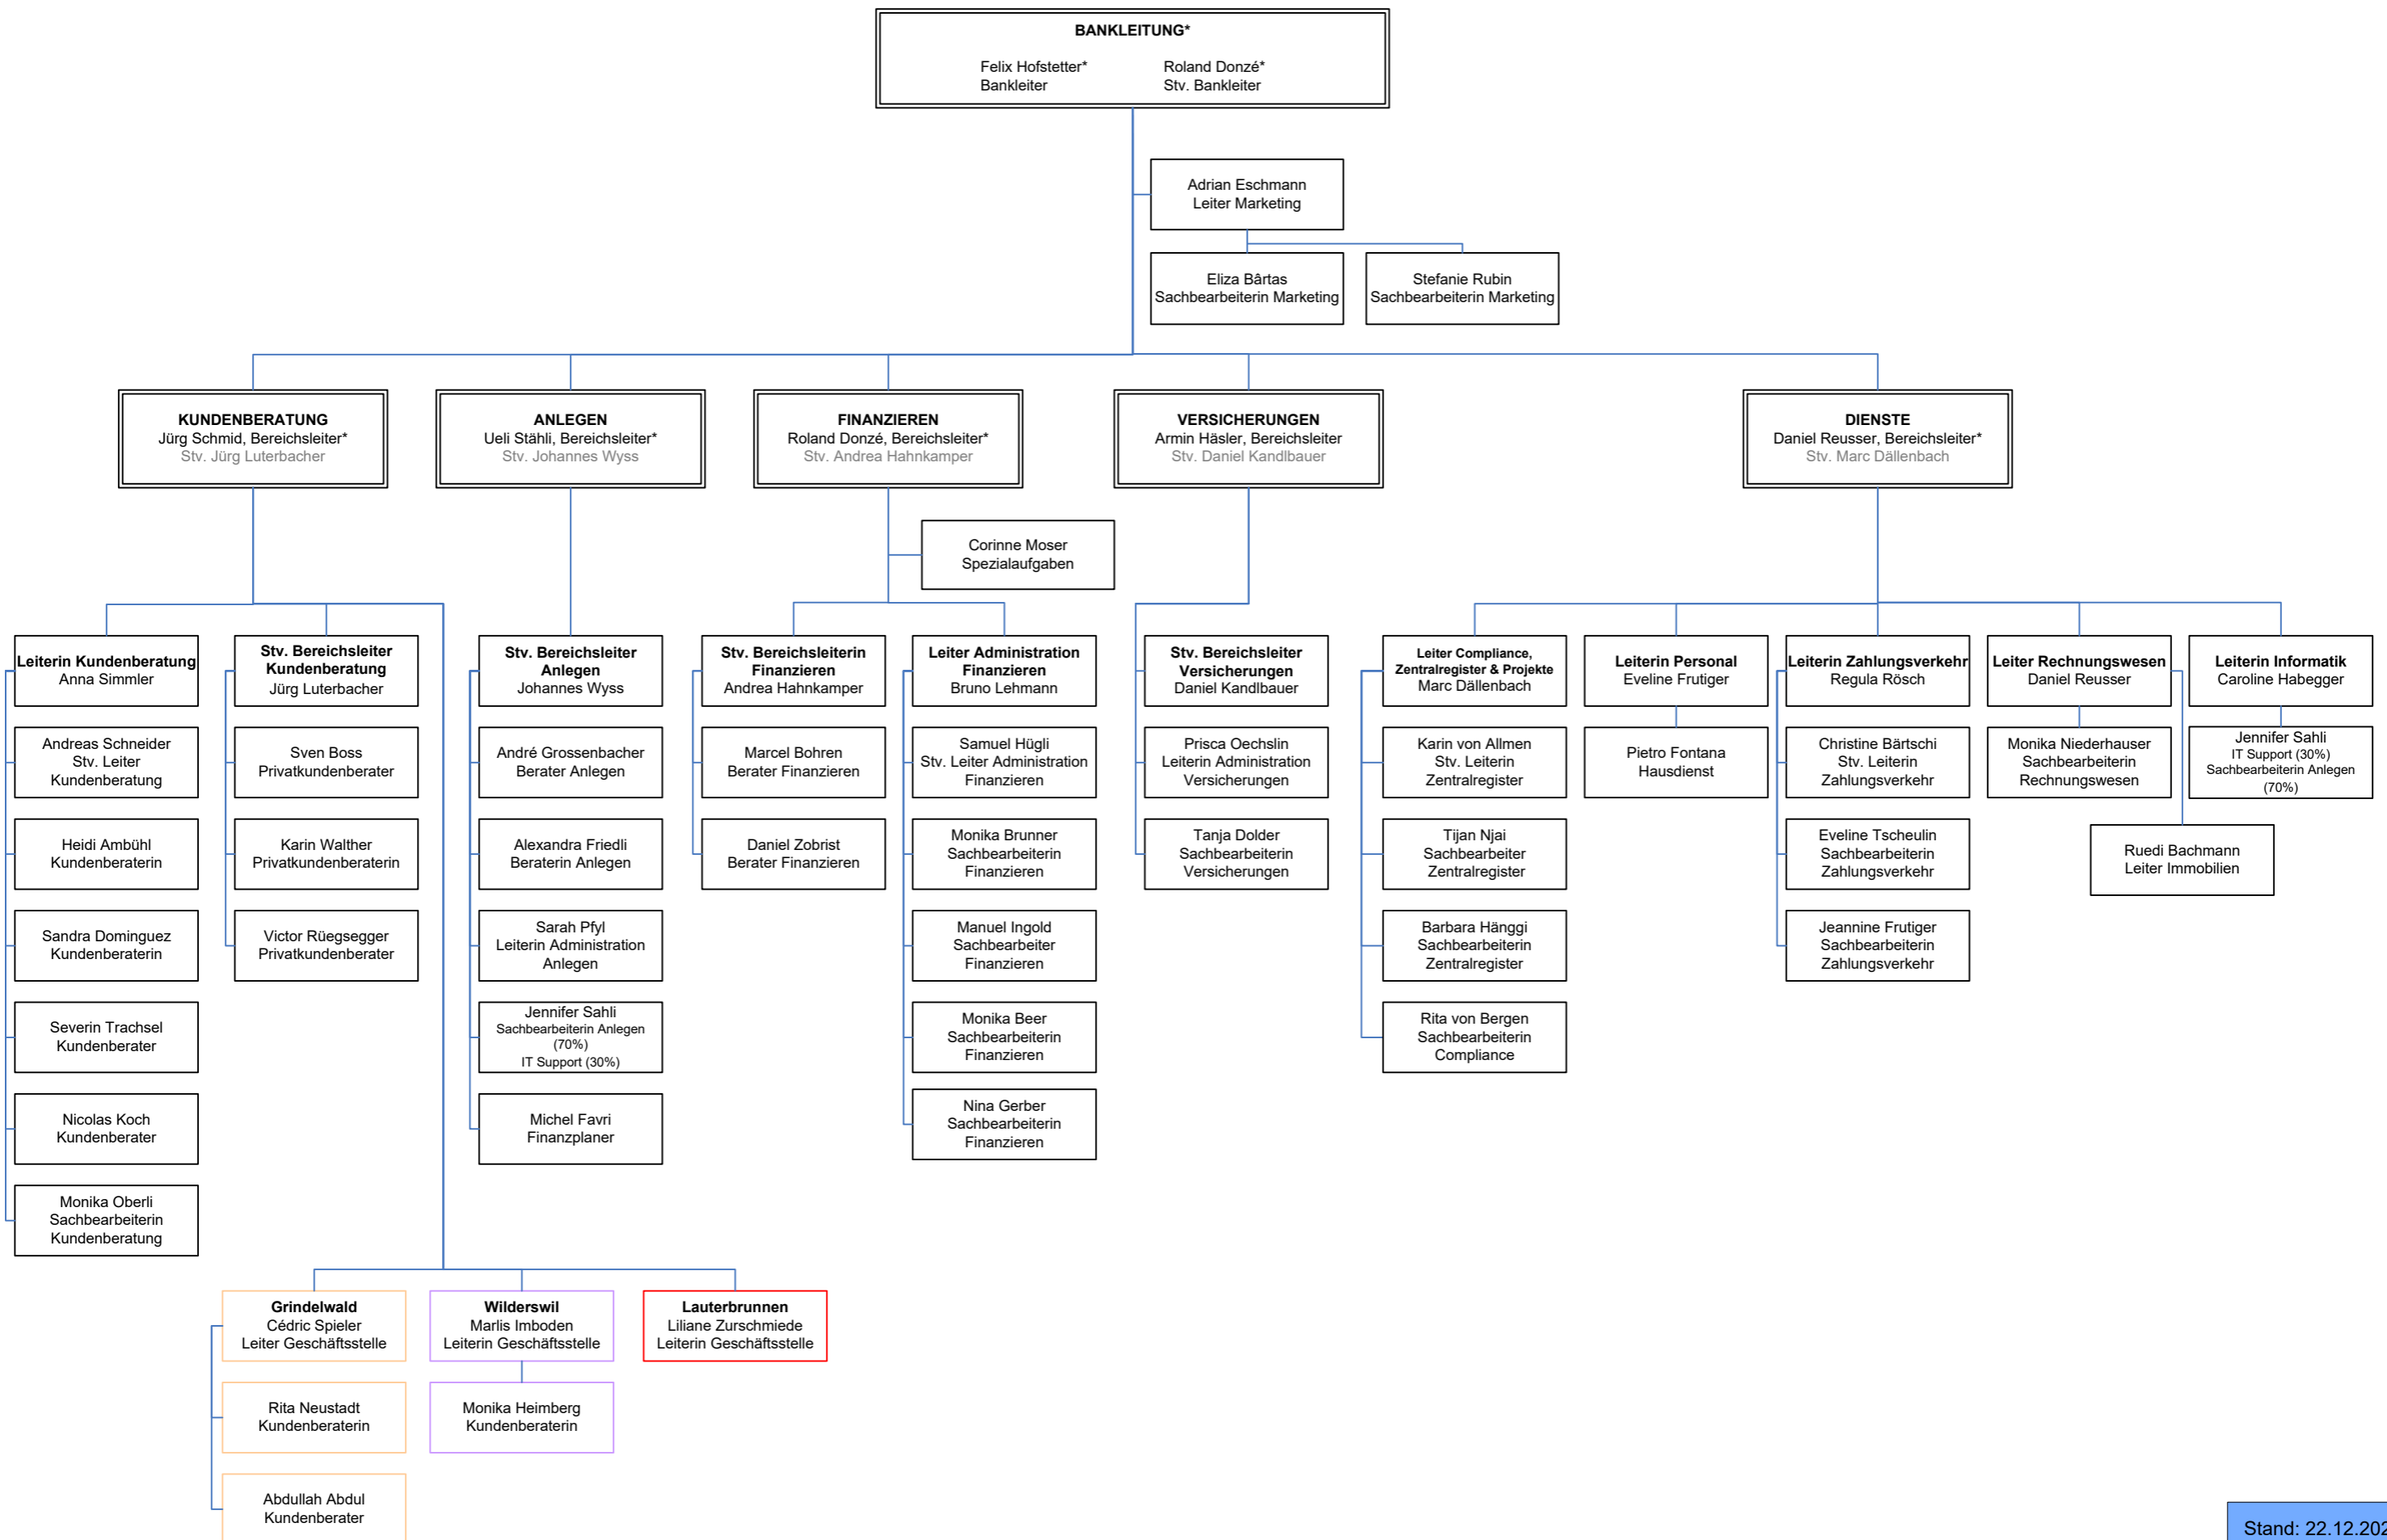 BANKLEITUNG*
Felix Hofstetter*
Bankleiter
Roland Donzé*
Stv. Bankleiter
Adrian Eschmann
Leiter Marketing
Eliza Bârtas
Sachbearbeiterin Marketing
Stefanie Rubin
Sachbearbeiterin Marketing
KUNDENBERATUNG
Jürg Schmid, Bereichsleiter*
Stv. Jürg Luterbacher
ANLEGEN
Ueli Stähli, Bereichsleiter*
Stv. Johannes Wyss
FINANZIEREN
Roland Donzé, Bereichsleiter*
Stv. Andrea Hahnkamper
VERSICHERUNGEN
Armin Häsler, Bereichsleiter
Stv. Daniel Kandlbauer
DIENSTE
Daniel Reusser, Bereichsleiter*
Stv. Marc Dällenbach
Corinne Moser
Spezialaufgaben
Leiterin Kundenberatung
Anna Simmler
Andreas Schneider
Stv. Leiter
Kundenberatung
Heidi Ambühl
Kundenberaterin
Sandra Dominguez
Kundenberaterin
Severin Trachsel
Kundenberater
Nicolas Koch
Kundenberater
Monika Oberli
Sachbearbeiterin
Kundenberatung
Stv. Bereichsleiter
Kundenberatung
Jürg Luterbacher
Sven Boss
Privatkundenberater
Karin Walther
Privatkundenberaterin
Victor Rüegsegger
Privatkundenberater
Stv. Bereichsleiter
Anlegen
Johannes Wyss
André Grossenbacher
Berater Anlegen
Alexandra Friedli
Beraterin Anlegen
Sarah Pfyl
Leiterin Administration
Anlegen
Jennifer Sahli
Sachbearbeiterin Anlegen
(70%)
IT Support (30%)
Michel Favri
Finanzplaner
Stv. Bereichsleiterin
Finanzieren
Andrea Hahnkamper
Marcel Bohren
Berater Finanzieren
Daniel Zobrist
Berater Finanzieren
Leiter Administration
Finanzieren
Bruno Lehmann
Samuel Hügli
Stv. Leiter Administration
Finanzieren
Monika Brunner
Sachbearbeiterin
Finanzieren
Manuel Ingold
Sachbearbeiter
Finanzieren
Monika Beer
Sachbearbeiterin
Finanzieren
Nina Gerber
Sachbearbeiterin
Finanzieren
Stv. Bereichsleiter
Versicherungen
Daniel Kandlbauer
Prisca Oechslin
Leiterin Administration
Versicherungen
Tanja Dolder
Sachbearbeiterin
Versicherungen
Leiter Compliance,
Zentralregister & Projekte
Marc Dällenbach
Karin von Allmen
Stv. Leiterin
Zentralregister
Tijan Njai
Sachbearbeiter
Zentralregister
Barbara Hänggi
Sachbearbeiterin
Zentralregister
Rita von Bergen
Sachbearbeiterin
Compliance
Leiterin Personal
Eveline Frutiger
Pietro Fontana
Hausdienst
Leiterin Zahlungsverkehr
Regula Rösch
Christine Bärtschi
Stv. Leiterin
Zahlungsverkehr
Eveline Tscheulin
Sachbearbeiterin
Zahlungsverkehr
Jeannine Frutiger
Sachbearbeiterin
Zahlungsverkehr
Leiter Rechnungswesen
Daniel Reusser
Monika Niederhauser
Sachbearbeiterin
Rechnungswesen
Ruedi Bachmann
Leiter Immobilien
Leiterin Informatik
Caroline Habegger
Jennifer Sahli
IT Support (30%)
Sachbearbeiterin Anlegen
(70%)
Grindelwald
Cédric Spieler
Leiter Geschäftsstelle
Rita Neustadt
Kundenberaterin
Abdullah Abdul
Kundenberater
Wilderswil
Marlis Imboden
Leiterin Geschäftsstelle
Monika Heimberg
Kundenberaterin
Lauterbrunnen
Liliane Zurschmiede
Leiterin Geschäftsstelle
Stand: 22.12.202